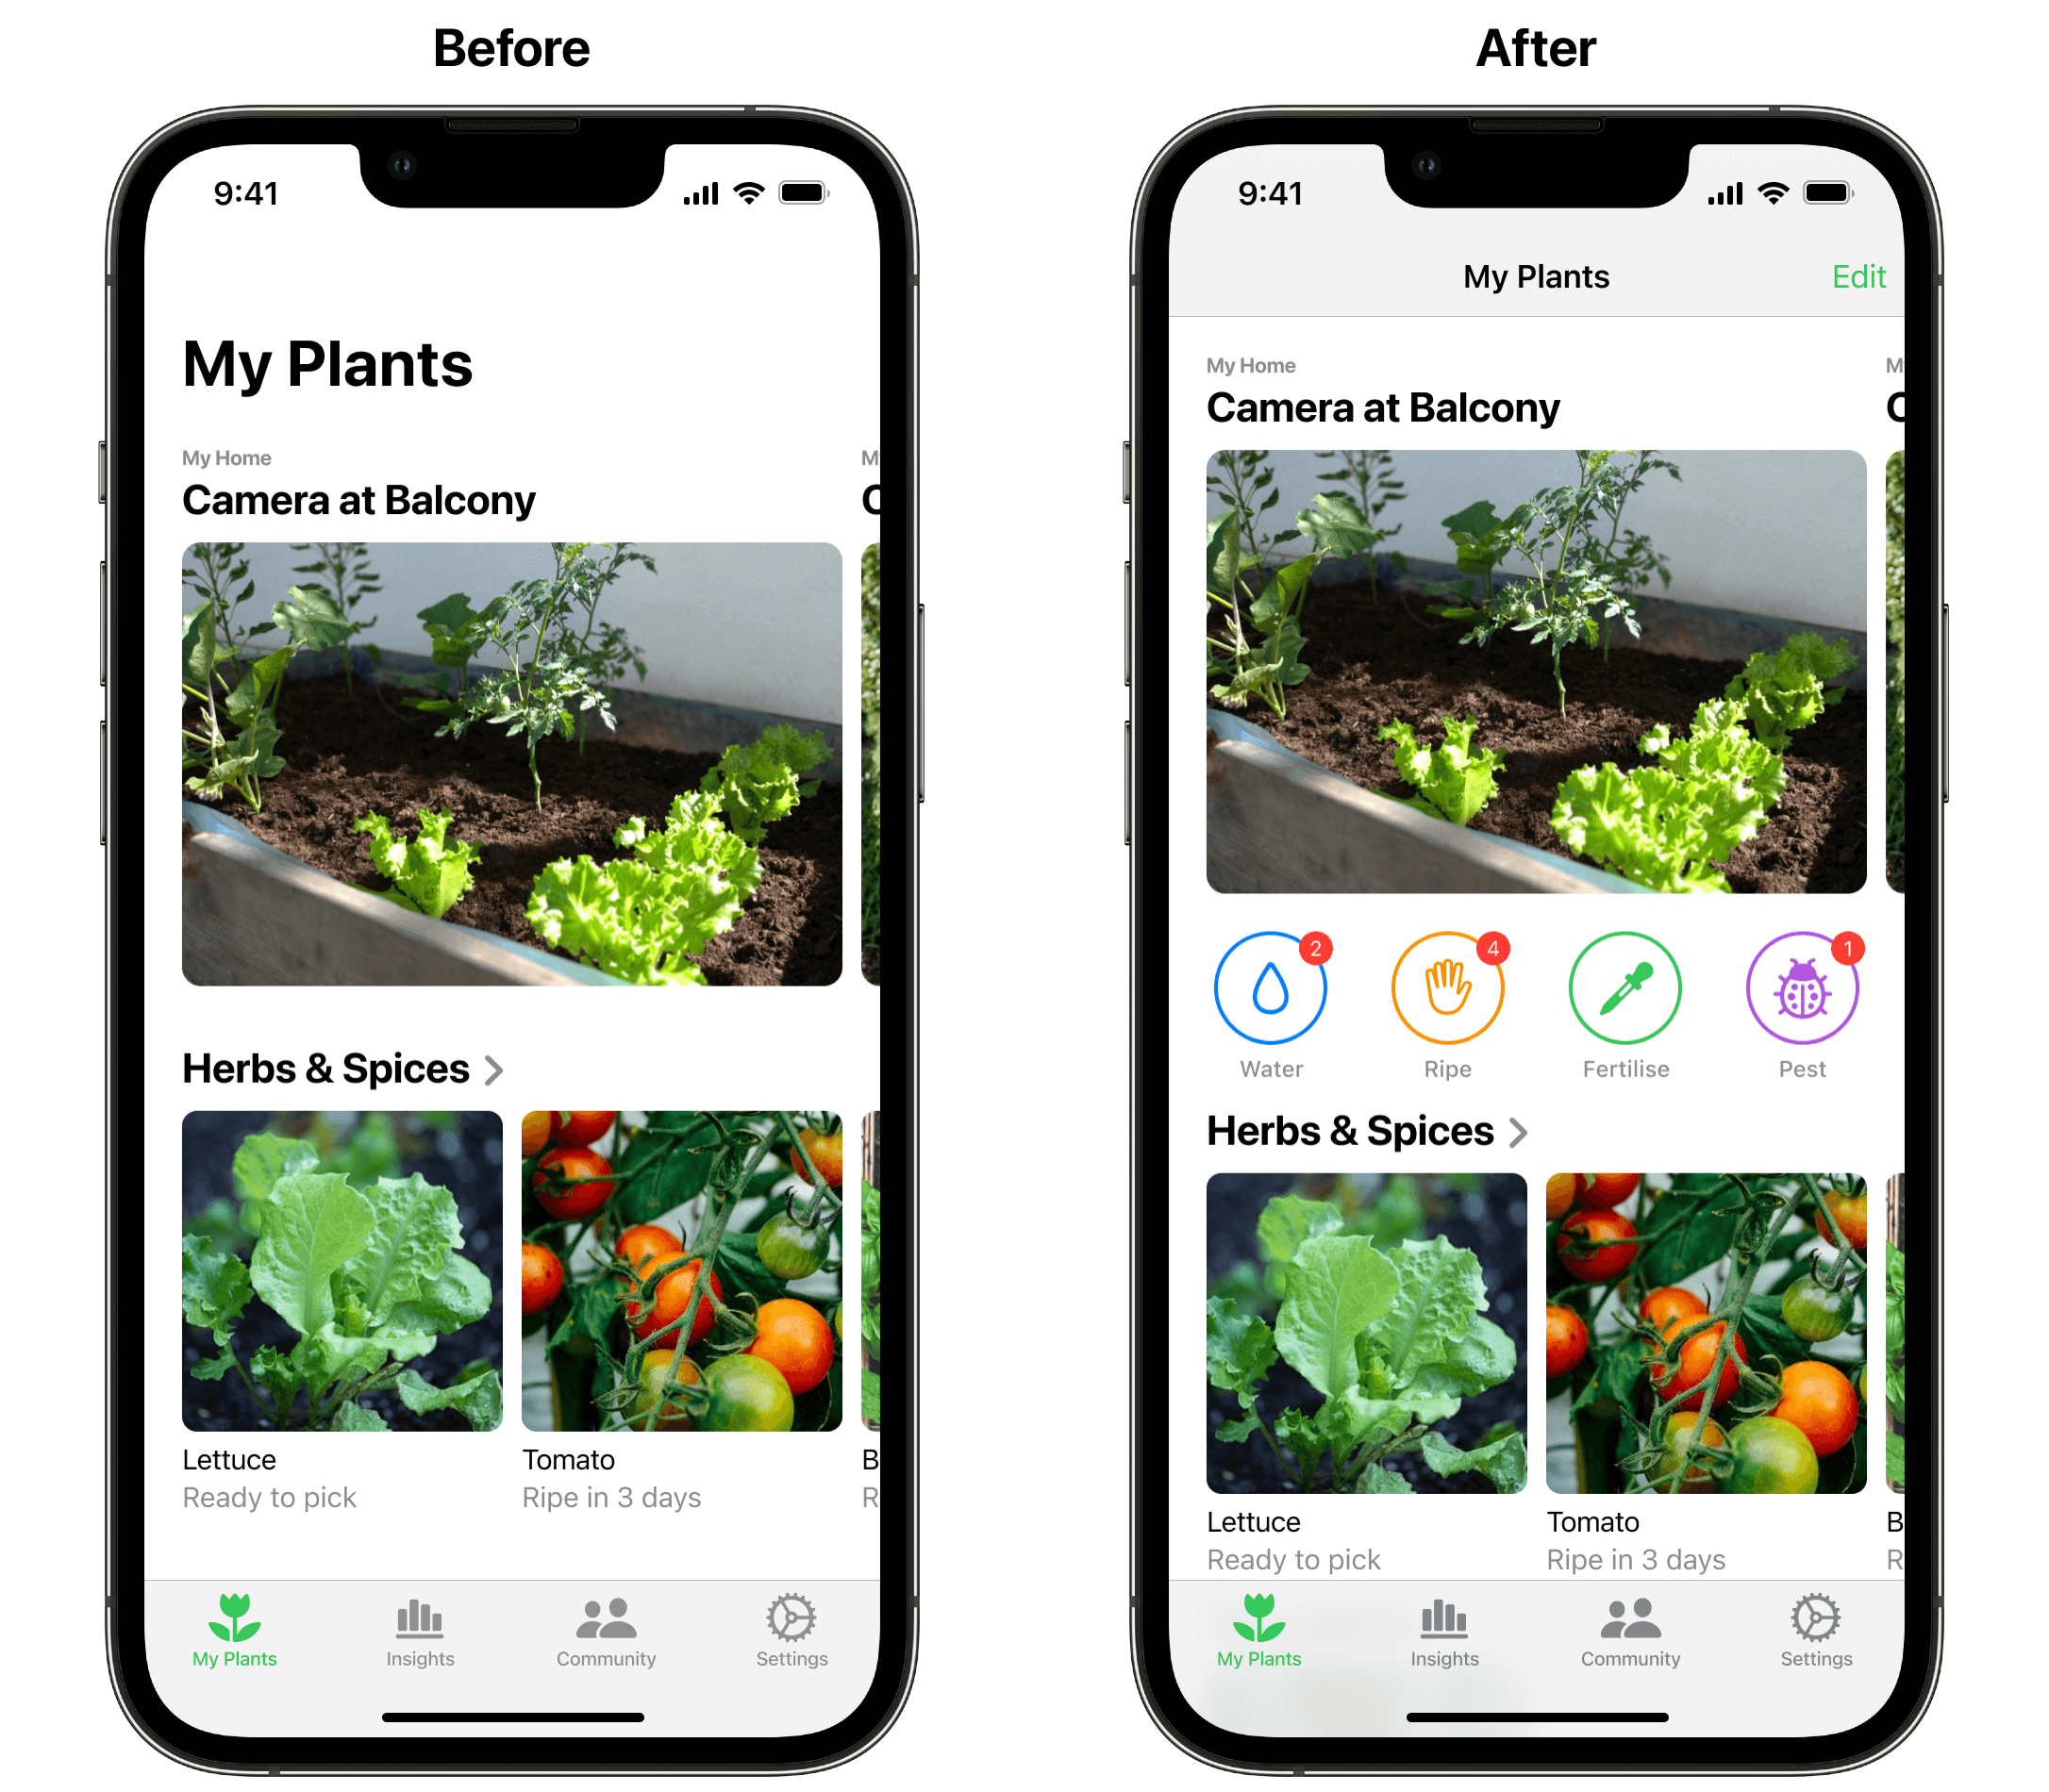 Before
9:41
My Plants
My Home
M
Camera at Balcony
C
Herbs & Spices
Lettuce
Tomato
B
Ready to pick
Ripe in 3 days
R
My Plants
Insights
Community
Settings
After
9:41
My Plants
Edit
My Home
M
Camera at Balcony
C
2
4
1
Water
Ripe
Fertilise
Pest
Herbs & Spices
Lettuce
Tomato
B
Ready to pick
Ripe in 3 days
R
My Plants
Insights
Community
Settings